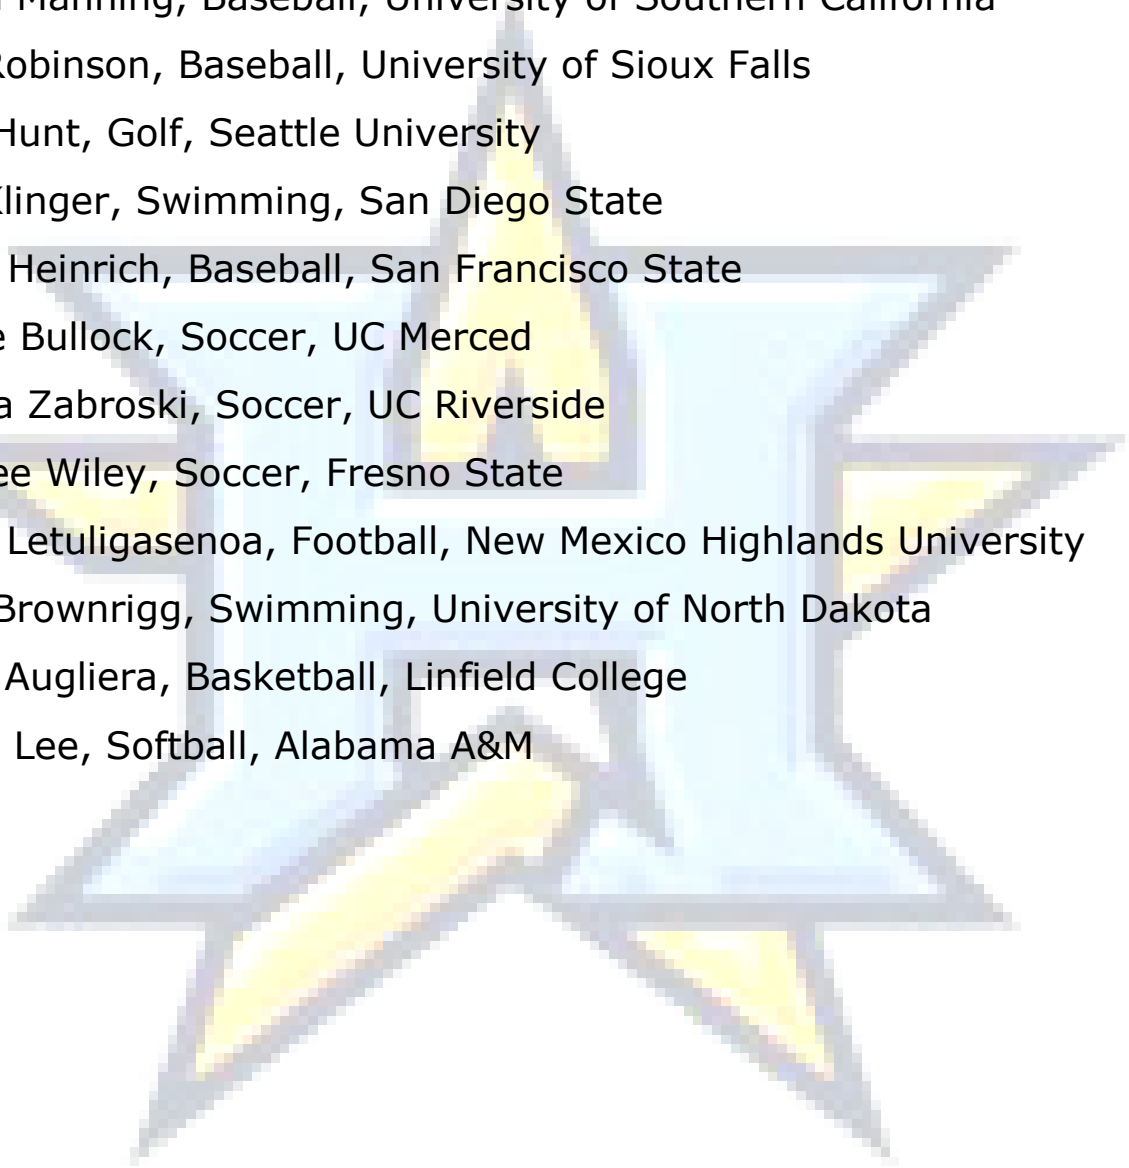 Manning, Baseball, University of Southern California
Robinson, Baseball, University of Sioux Falls
Hunt, Golf, Seattle University
Klinger, Swimming, San Diego State
Heinrich, Baseball, San Francisco State
e Bullock, Soccer, UC Merced
a Zabroski, Soccer, UC Riverside
ee Wiley, Soccer, Fresno State
Letuligasenoa, Football, New Mexico Highlands University
Brownrigg, Swimming, University of North Dakota
Augliera, Basketball, Linfield College
Lee, Softball, Alabama A&M